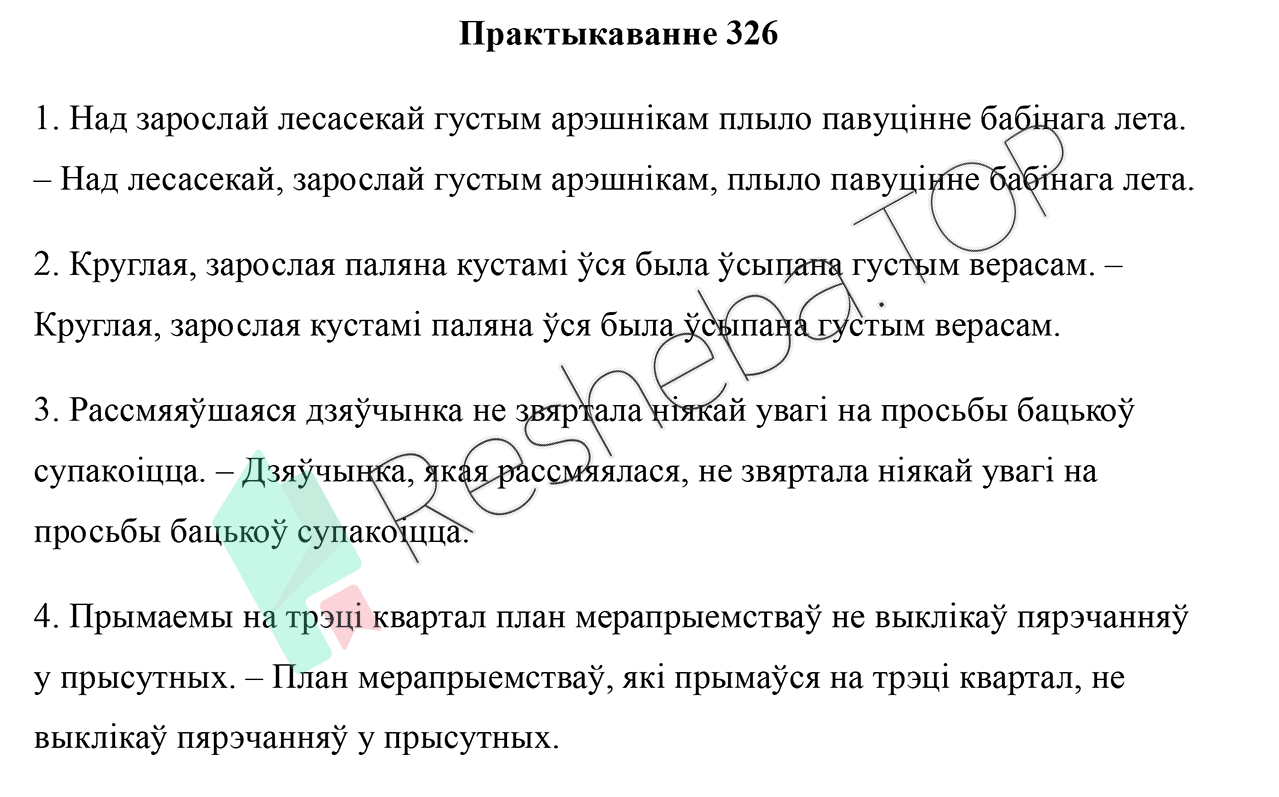 Практыкаванне 326
1. Над зарослай лесасекай густым арэшнікам плыло павуцінне бабінага лета.
– Над лесасекай, зарослай густым арэшнікам, плыло павуцінне бабінага лета.
2. Круглая, зарослая паляна кустамі ўся была ўсыпана густым верасам. –
Круглая, зарослая кустамі паляна ўся была ўсыпана густым верасам.
3. Рассмяяўшаяся дзяўчынка не звяртала ніякай увагі на просьбы бацькоў
супакоіцца. – Дзяўчынка, якая рассмяялася, не звяртала ніякай увагі на
просьбы бацькоў супакоіцца.
4. Прымаемы на трэці квартал план мерапрыемстваў не выклікаў пярэчанняў
у прысутных. – План мерапрыемстваў, які прымаўся на трэці квартал, не
выклікаў пярэчанняў у прысутных.
Resheba.TOP